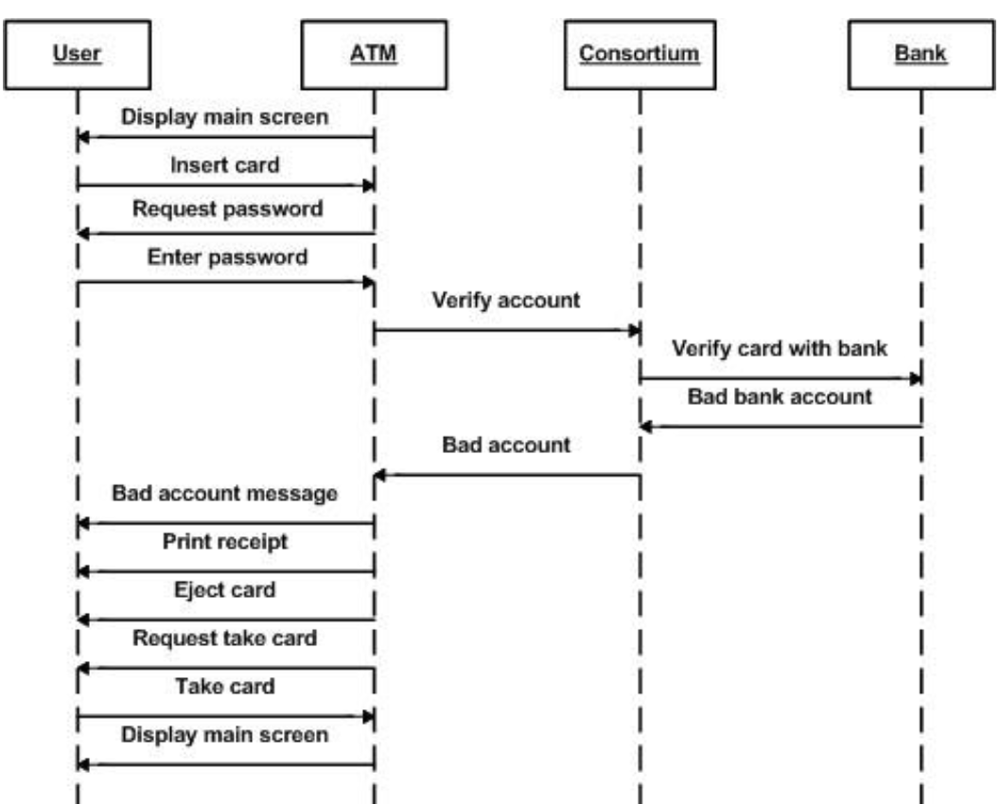 User
ATM
Consortium
Bank
Display main screen
Insert card
Request password
Enter password
Verify account
Verify card with bank
Bad bank account
Bad account
Bad account message
Print receipt
Eject card
Request take card
Take card
Display main screen